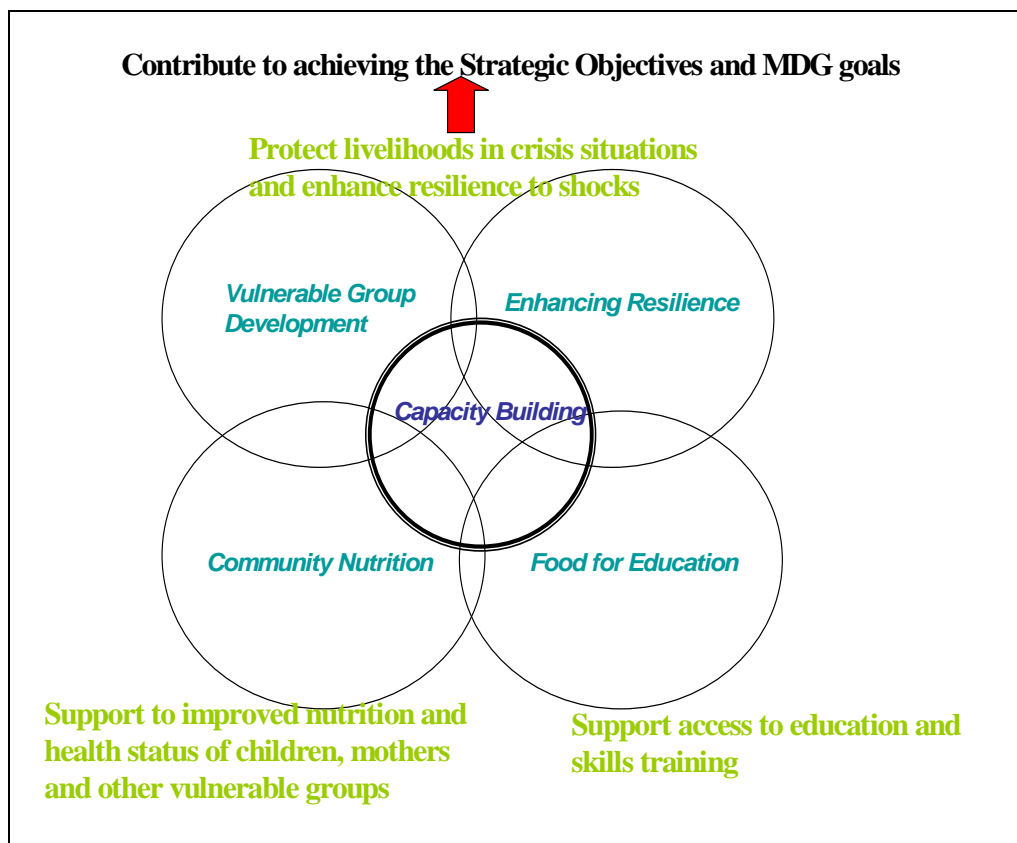 Contribute to achieving the Strategic Objectives and MDG goals
Protect livelihoods in crisis situations
and enhance resilience to shocks
Vulnerable Group
Development
Enhancing Resilience
Capacity Building
Community Nutrition
Food for Education
Support to improved nutrition and
health status of children, mothers
and other vulnerable groups
Support access to education and
skills training